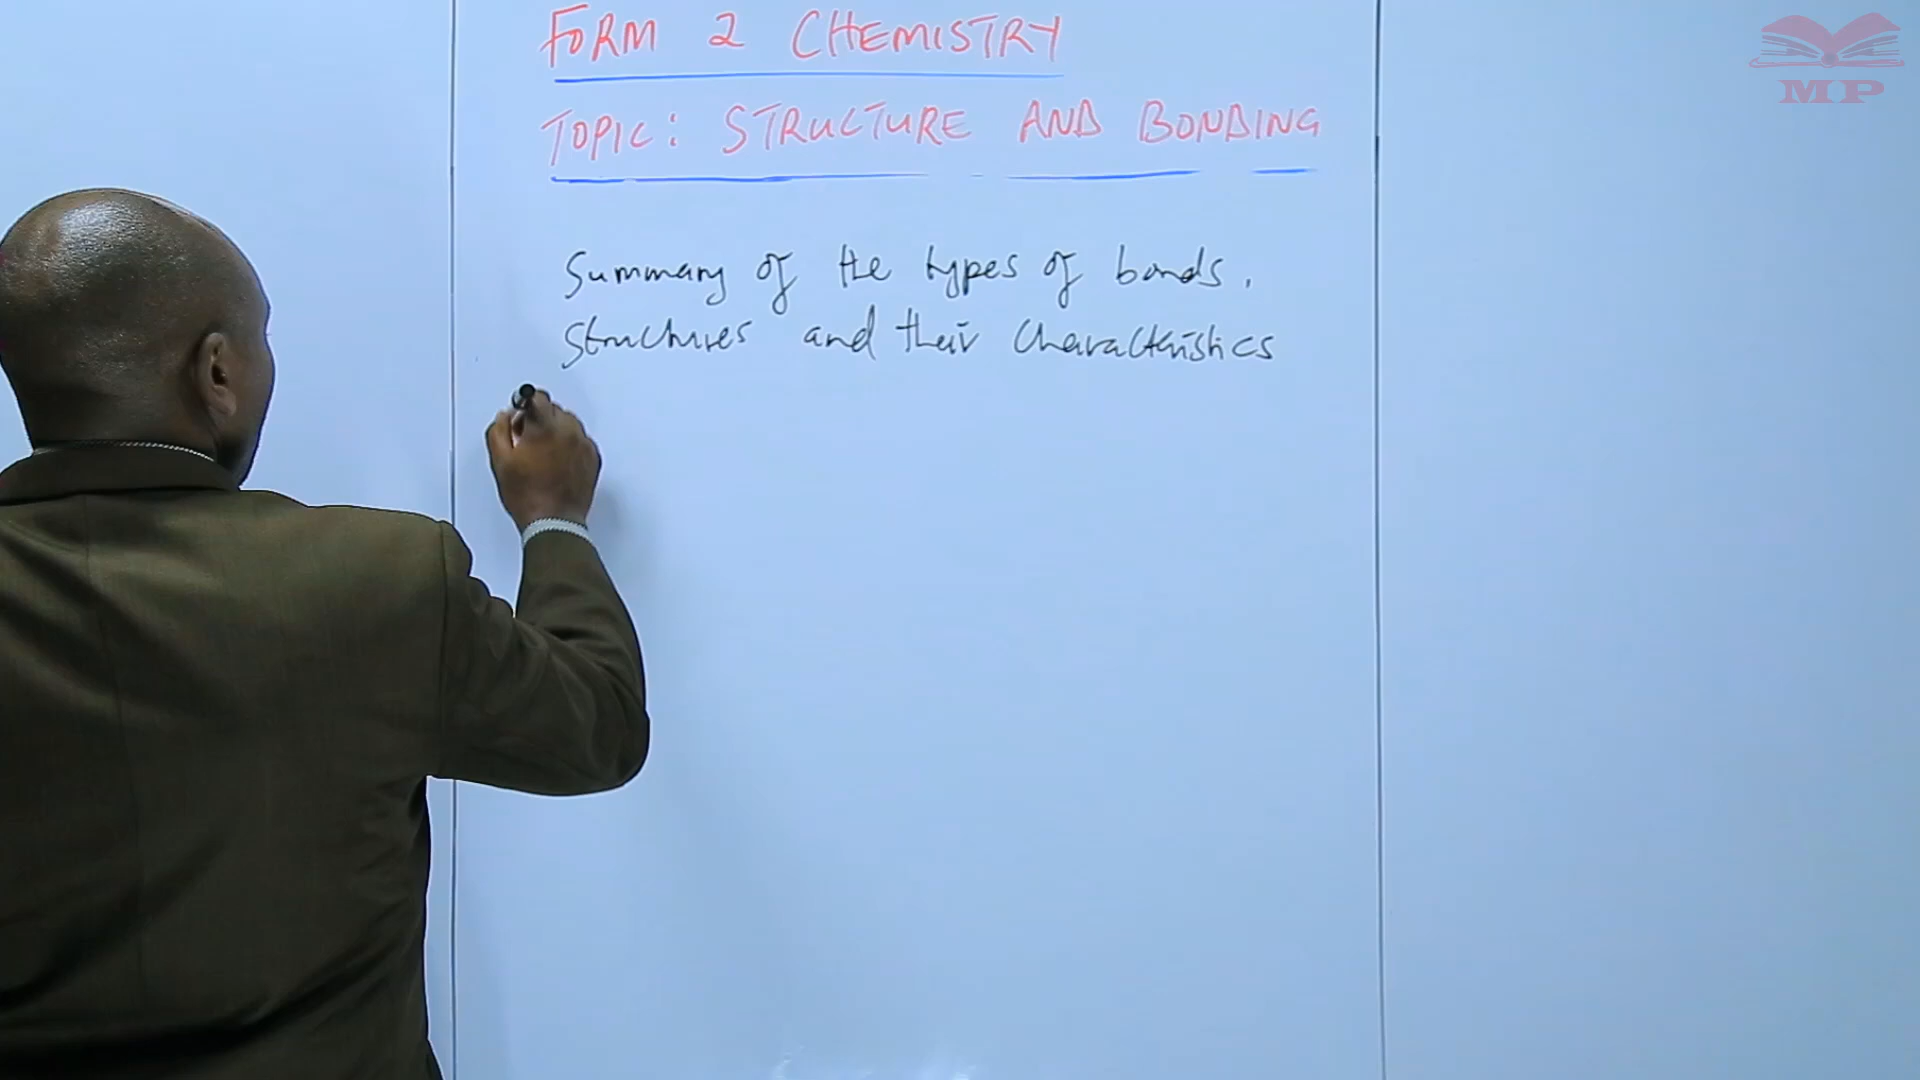 FORM 2 CHEMISTRY
TOPIC: STRUCTURE AND BONDING
Summary of the types of bonds,
structures and their characteristics
MP